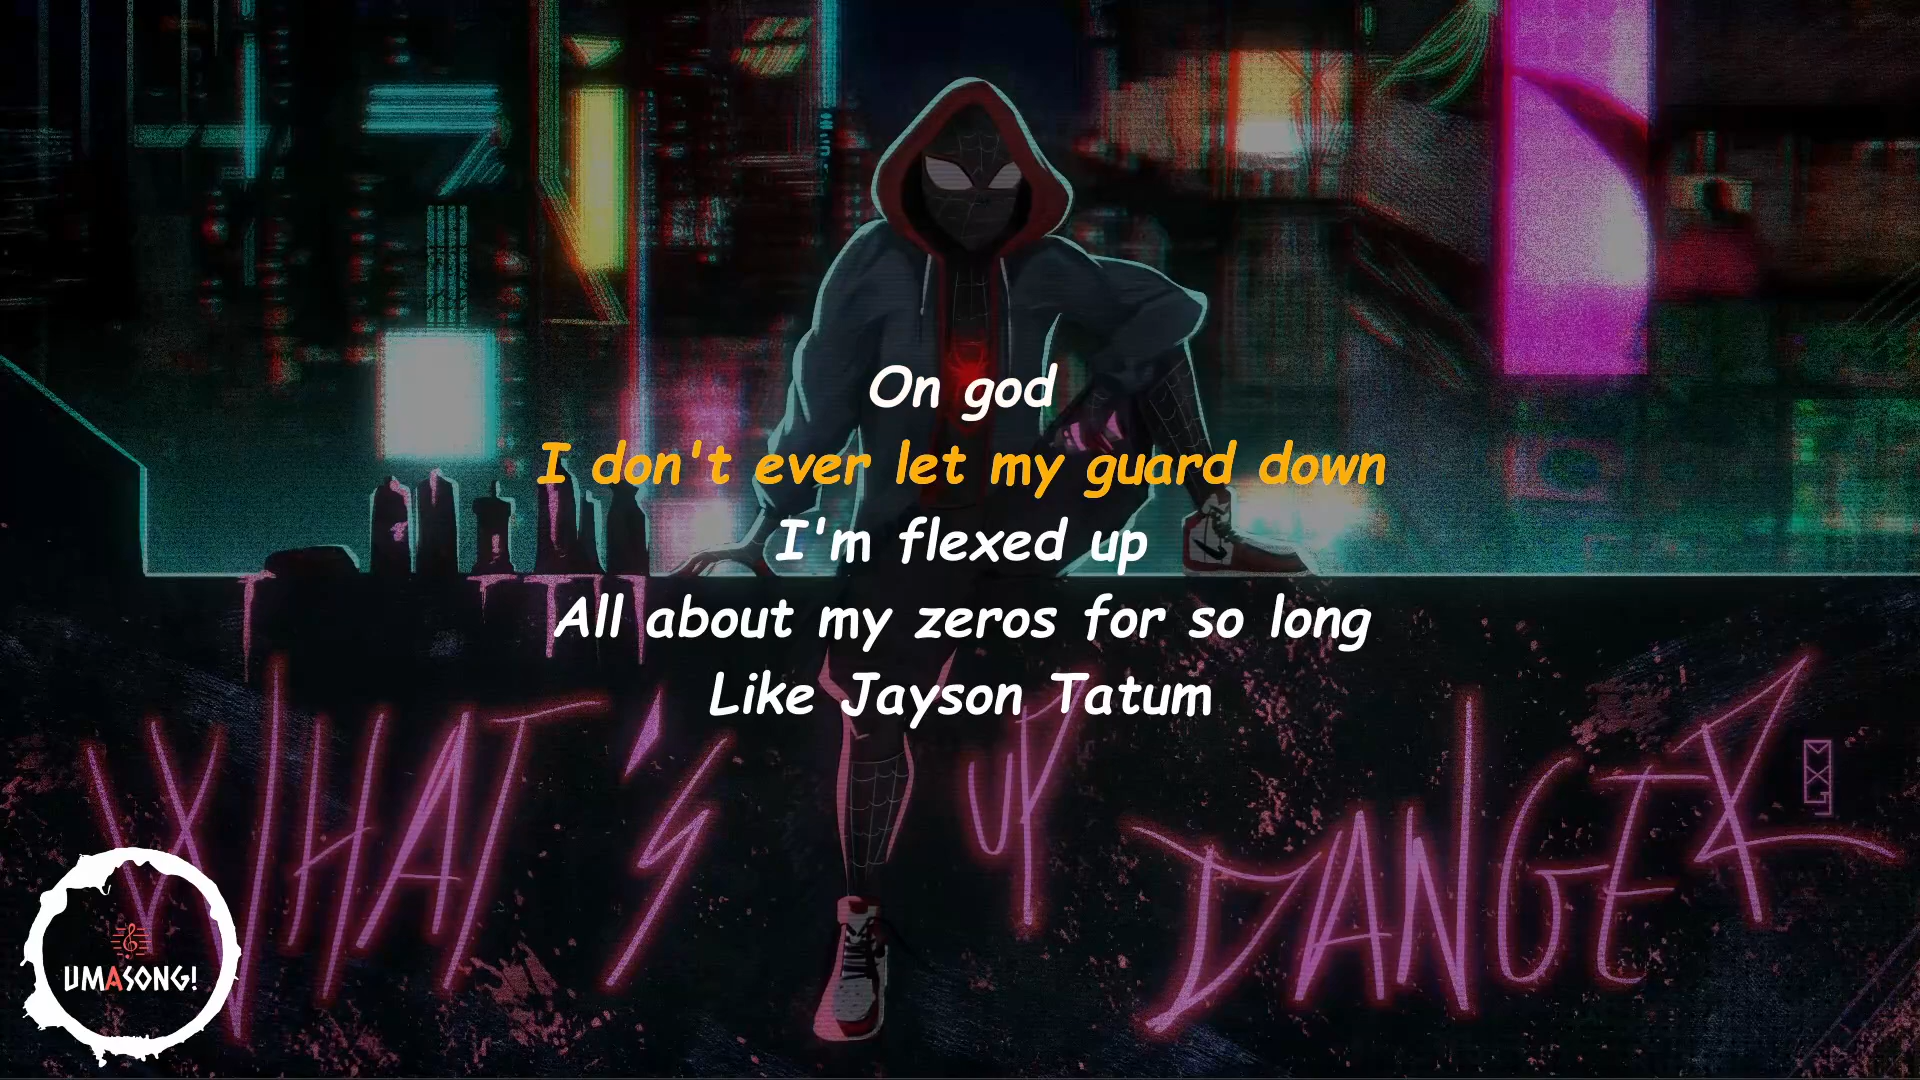 On god
I don't ever let my guard down
I'm flexed up
All about my zeros for so long
Like Jayson Tatum
WHAT'S UP DANGER
UMASONG!